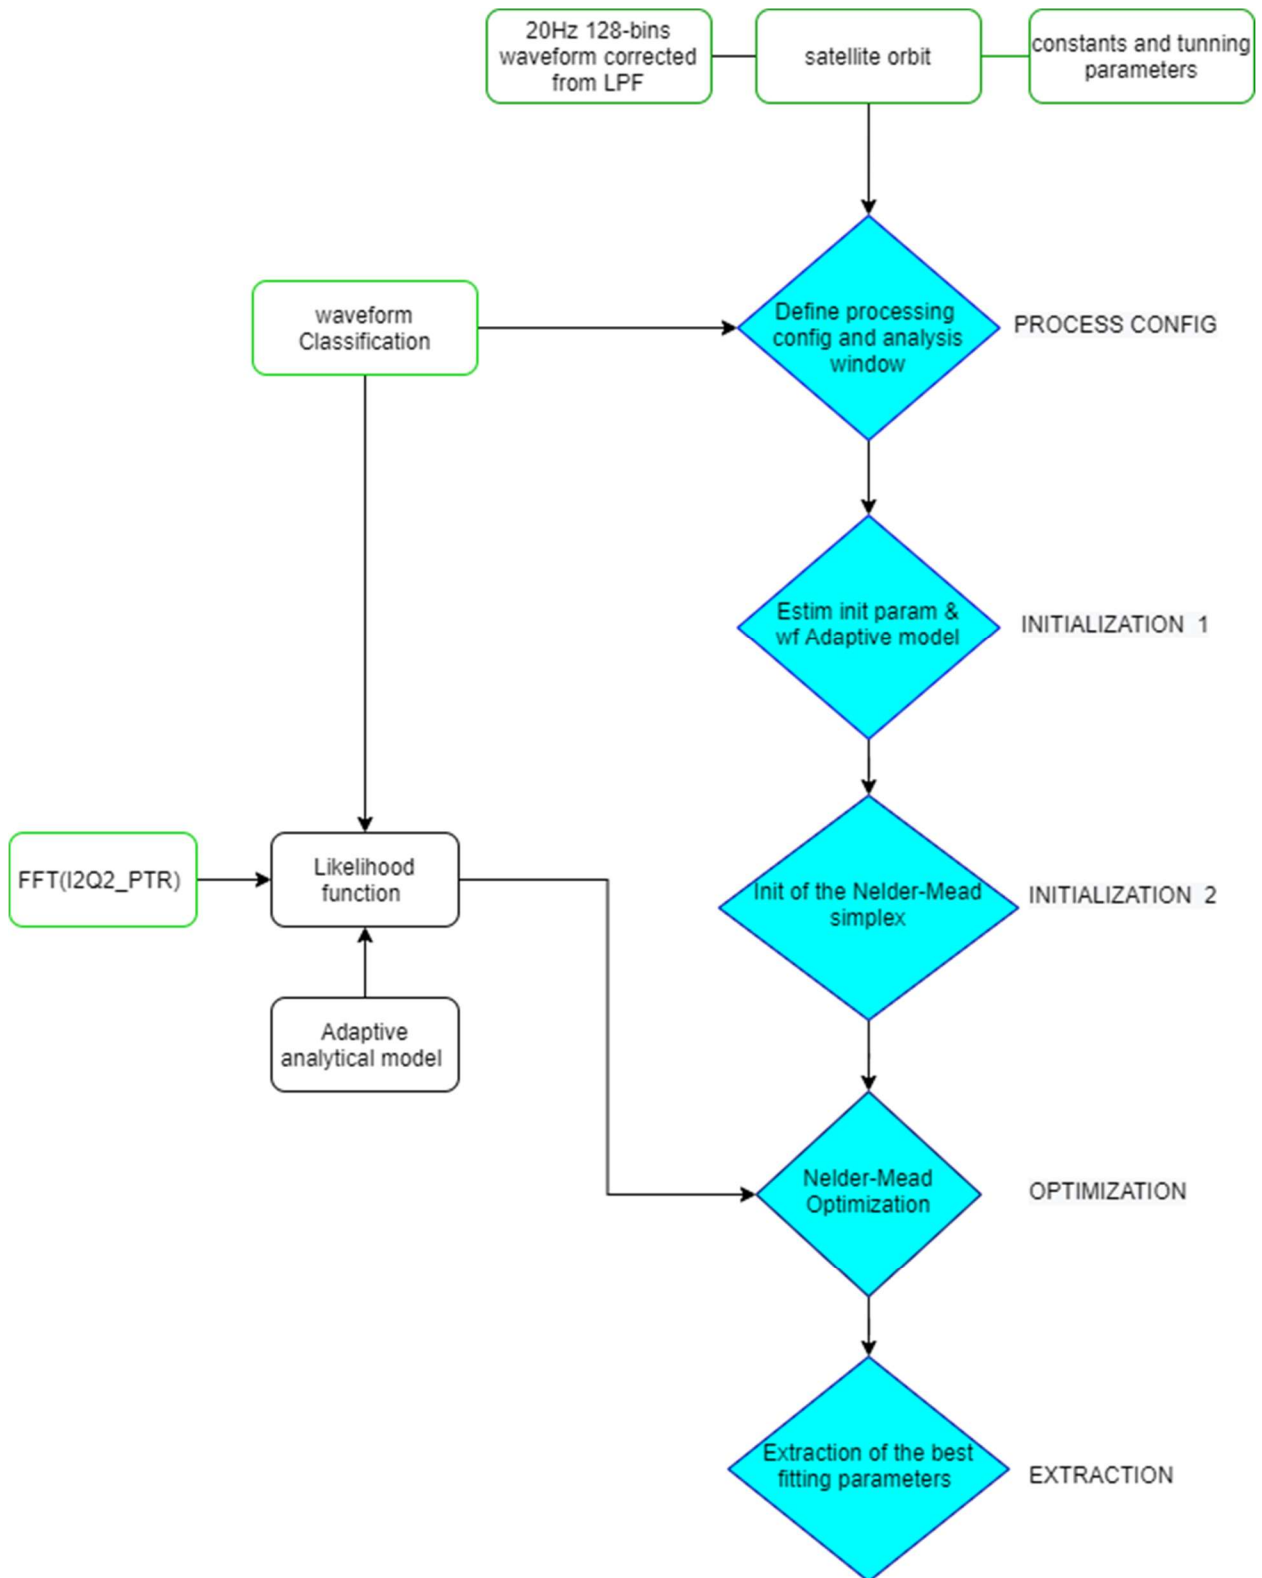 20Hz 128-bins
waveform corrected
from LPF
satellite orbit
constants and tunning
parameters
waveform
Classification
Define processing
config and analysis
window
PROCESS CONFIG
Estim init param &
wf Adaptive model
INITIALIZATION 1
FFT(I2Q2_PTR)
Likelihood
function
Init of the Nelder-Mead
simplex
INITIALIZATION 2
Adaptive
analytical model
Nelder-Mead
Optimization
OPTIMIZATION
Extraction of the best
fitting parameters
EXTRACTION